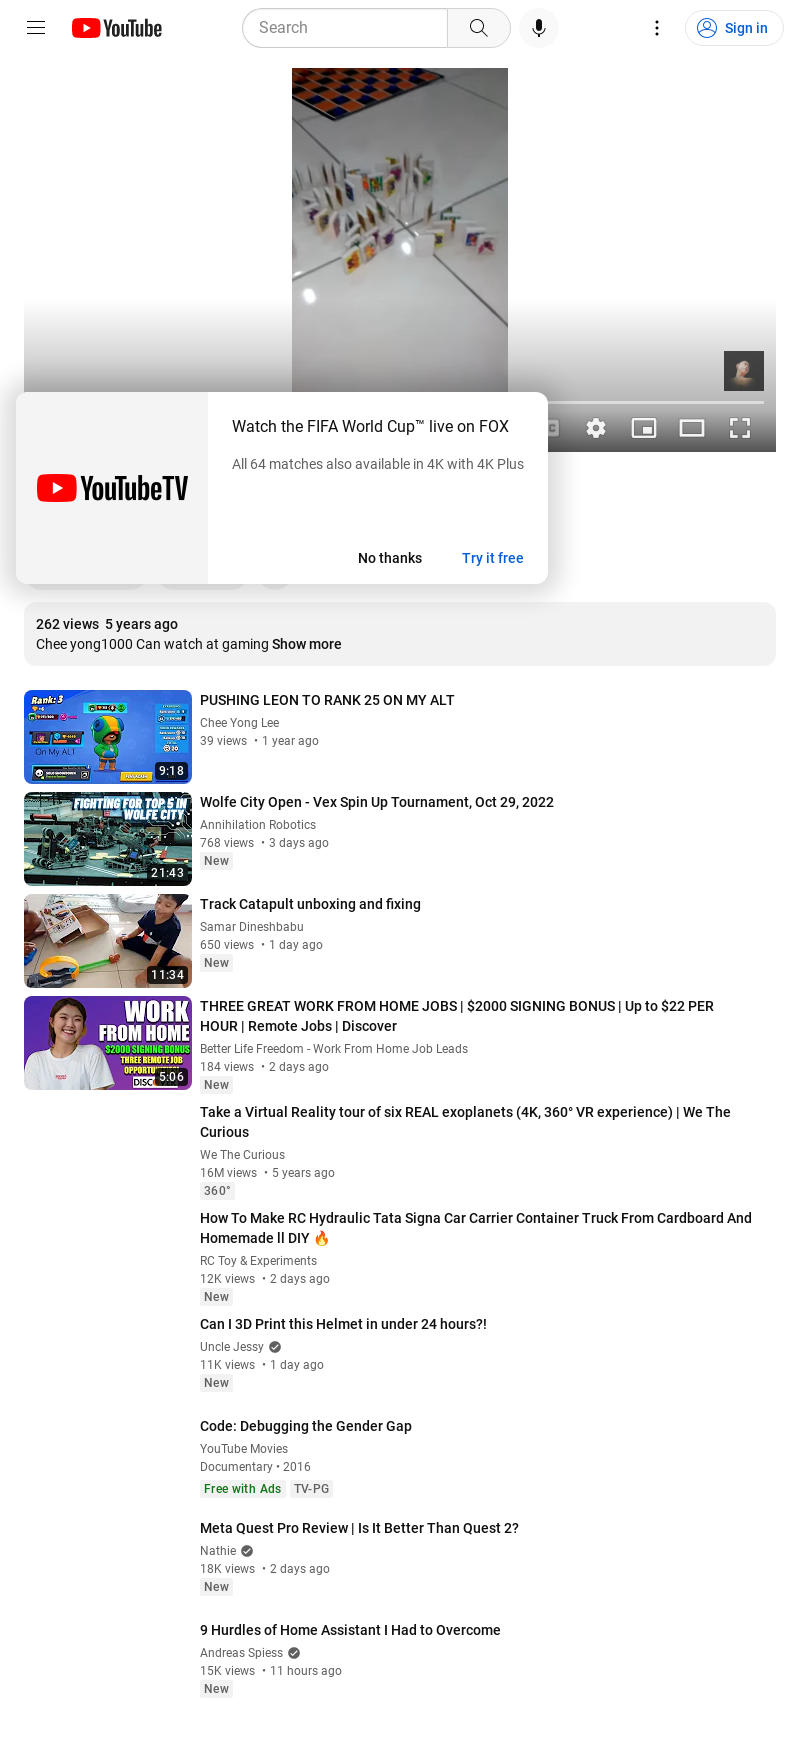 YouTube
Search
Sign in
Watch the FIFA World Cup™ live on FOX
All 64 matches also available in 4K with 4K Plus
YouTubeTV
No thanks
Try it free
262 views 5 years ago
Chee yong1000 Can watch at gaming Show more
Rank: 3
On My ALT
9:18
PUSHING LEON TO RANK 25 ON MY ALT
Chee Yong Lee
39 views • 1 year ago
FIGHTING FOR TOP 5 IN
WOLFE CITY
21:43
Wolfe City Open - Vex Spin Up Tournament, Oct 29, 2022
Annihilation Robotics
768 views • 3 days ago
New
11:34
Track Catapult unboxing and fixing
Samar Dineshbabu
650 views • 1 day ago
New
WORK
FROM HOME
$2000 SIGNING BONUS
THREE REMOTE JOB
5:06
THREE GREAT WORK FROM HOME JOBS | $2000 SIGNING BONUS | Up to $22 PER
HOUR | Remote Jobs | Discover
Better Life Freedom - Work From Home Job Leads
184 views • 2 days ago
New
Take a Virtual Reality tour of six REAL exoplanets (4K, 360° VR experience) | We The
Curious
We The Curious
16M views • 5 years ago
360°
How To Make RC Hydraulic Tata Signa Car Carrier Container Truck From Cardboard And
Homemade ll DIY 🔥
RC Toy & Experiments
12K views • 2 days ago
New
Can I 3D Print this Helmet in under 24 hours?!
Uncle Jessy
11K views • 1 day ago
New
Code: Debugging the Gender Gap
YouTube Movies
Documentary • 2016
Free with Ads TV-PG
Meta Quest Pro Review | Is It Better Than Quest 2?
Nathie
18K views • 2 days ago
New
9 Hurdles of Home Assistant I Had to Overcome
Andreas Spiess
15K views • 11 hours ago
New